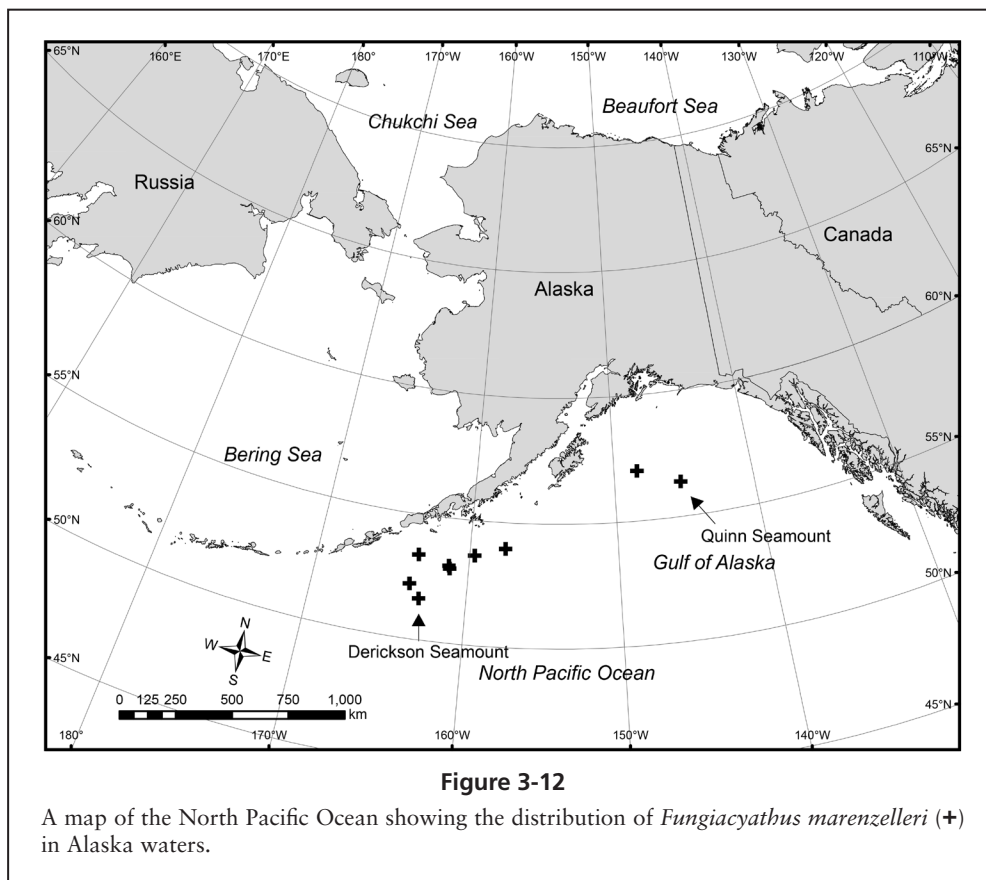 65°N 160°E 170°E 180° 170°W 160°W 150°W 140°W 130°W 120°W 110°W
Beaufort Sea
Chukchi Sea
65°N
Russia
60°N
Canada
Alaska
60°N
55°N
55°N
Bering Sea
50°N
Quinn Seamount
Gulf of Alaska
50°N
N
W E
S
Derickson Seamount
North Pacific Ocean
45°N
0 125 250 500 750 1,000
km
45°N
180° 170°W 160°W 150°W 140°W
Figure 3-12
A map of the North Pacific Ocean showing the distribution of Fungiacyathus marenzelleri (+)
in Alaska waters.